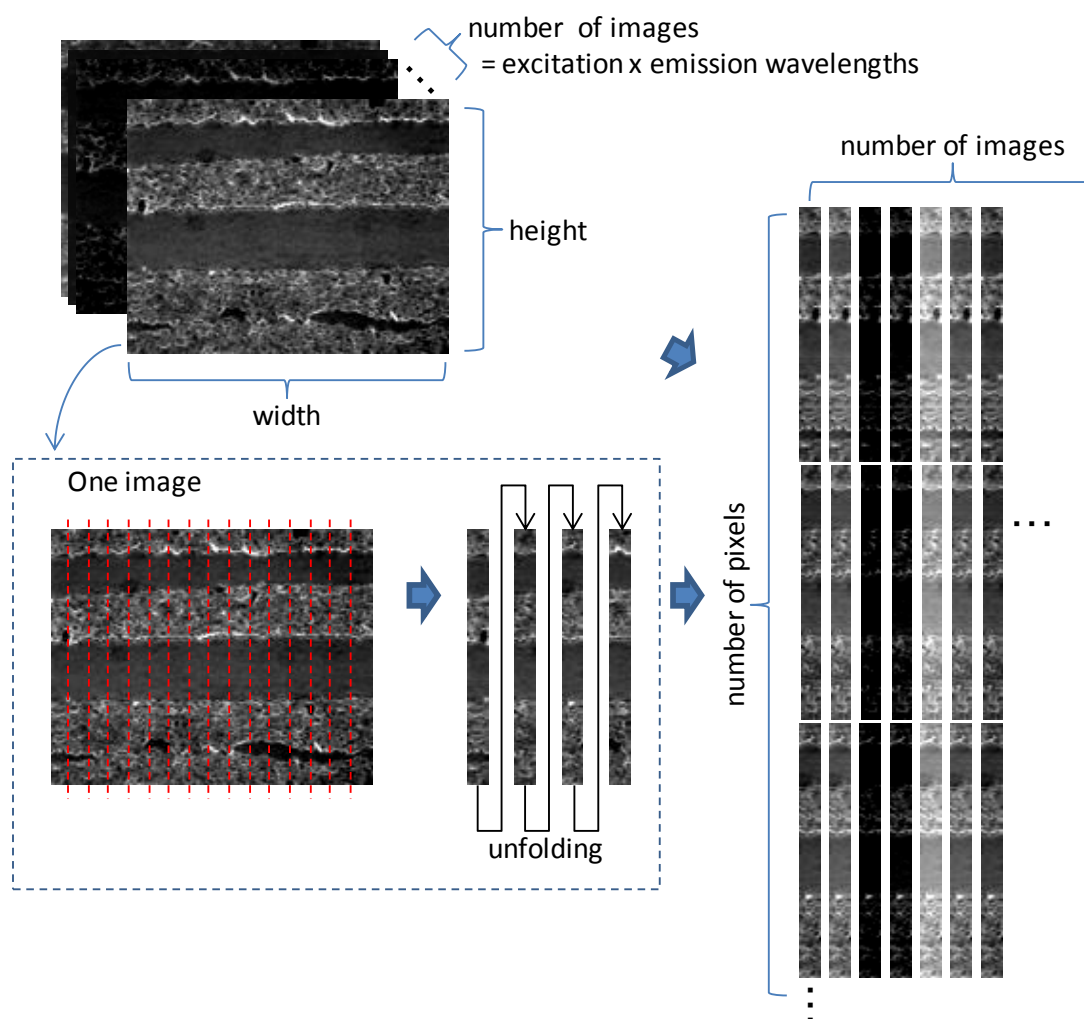 number of images
= excitation x emission wavelengths
number of images
height
width
One image
number of pixels
unfolding